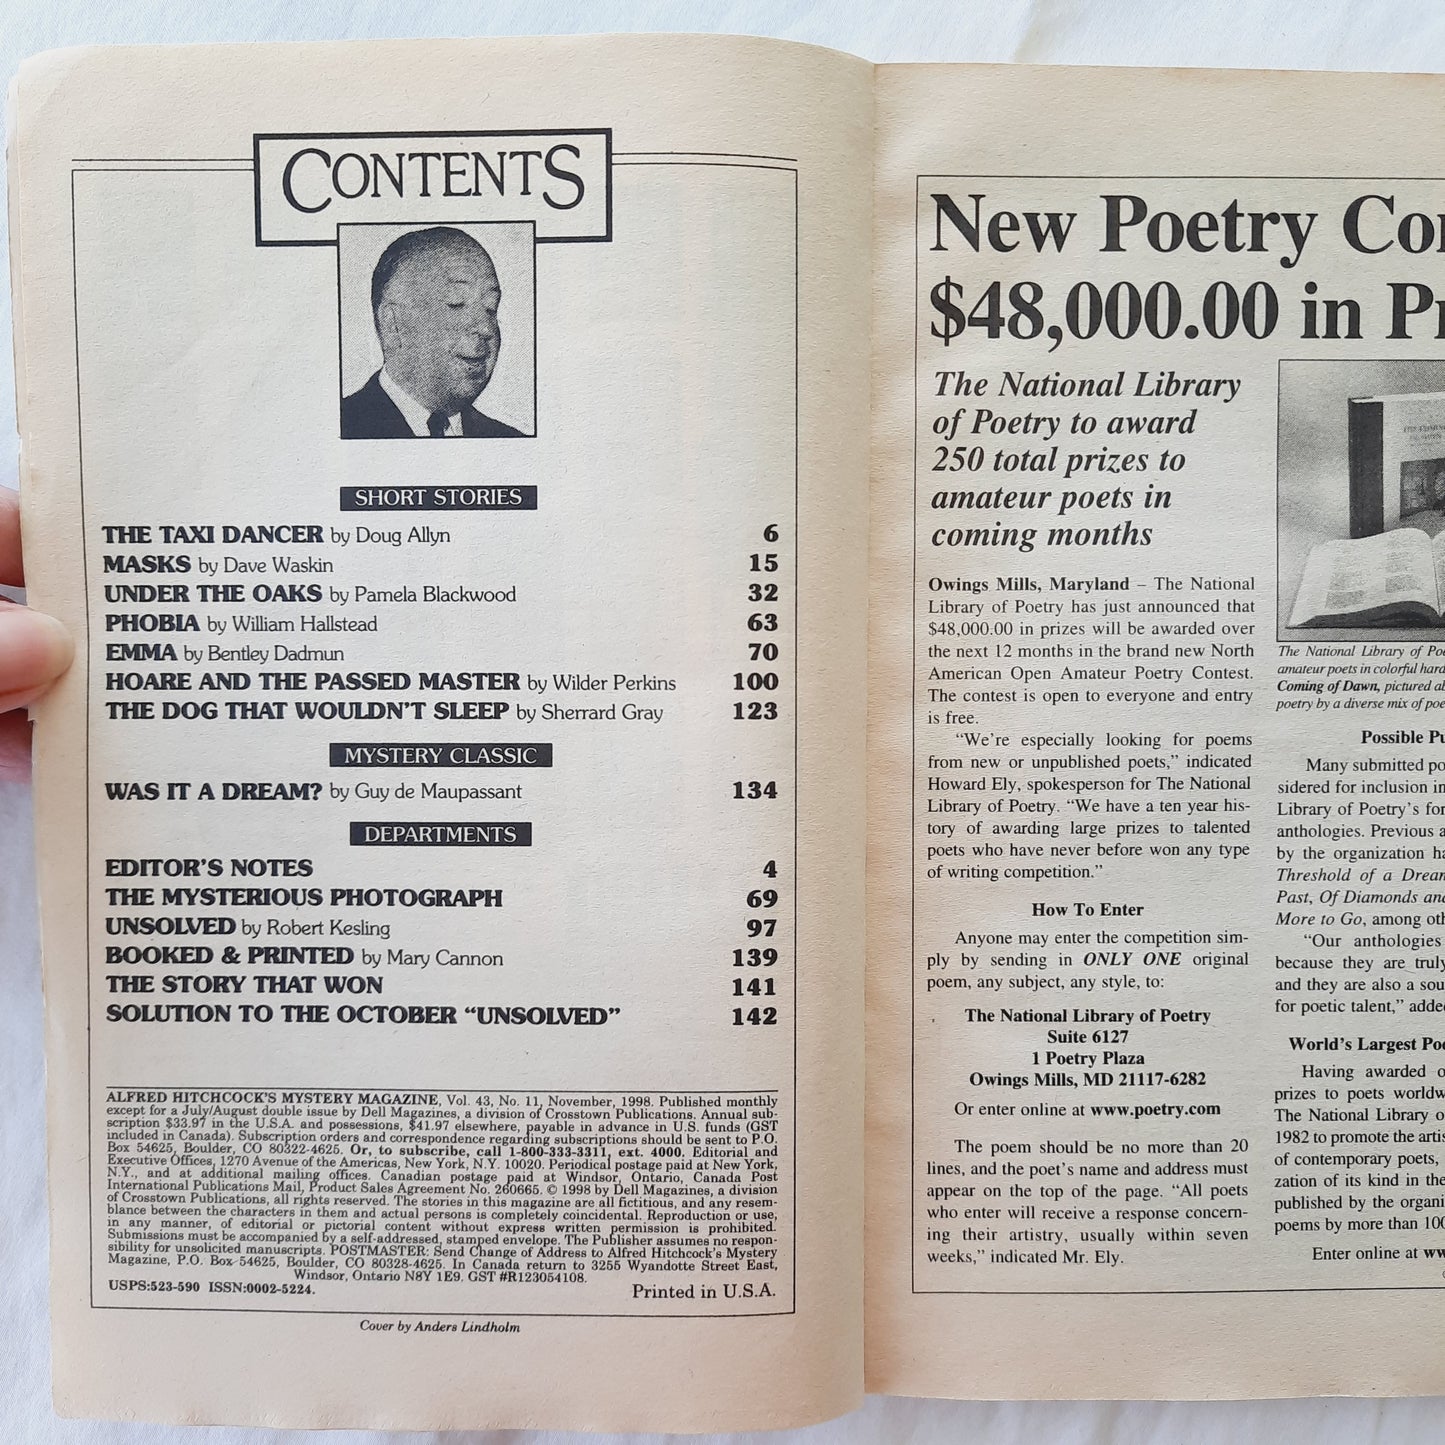 CONTENTS
SHORT STORIES
THE TAXI DANCER by Doug Allyn 6
MASKS by Dave Waskin 15
UNDER THE OAKS by Pamela Blackwood 32
PHOBIA by William Hallstead 63
EMMA by Bentley Dadmun 70
HOARE AND THE PASSED MASTER by Wilder Perkins 100
THE DOG THAT WOULDN'T SLEEP by Sherrard Gray 123
MYSTERY CLASSIC
WAS IT A DREAM? by Guy de Maupassant 134
DEPARTMENTS
EDITOR'S NOTES 4
THE MYSTERIOUS PHOTOGRAPH 69
UNSOLVED by Robert Kesling 97
BOOKED & PRINTED by Mary Cannon 139
THE STORY THAT WON 141
SOLUTION TO THE OCTOBER "UNSOLVED" 142
ALFRED HITCHCOCK'S MYSTERY MAGAZINE, Vol. 43, No. 11, November, 1998. Published monthly
except for a July/August double issue by Dell Magazines, a division of Crosstown Publications. Annual sub-
scription $33.97 in the U.S.A. and possessions, $41.97 elsewhere, payable in advance in U.S. funds (GST
included in Canada). Subscription orders and correspondence regarding subscriptions should be sent to P.O.
Box 54625, Boulder, CO 80322-4625. Or, to subscribe, call 1-800-333-3311, ext. 4000. Editorial and
Executive Offices, 1270 Avenue of the Americas, New York, N.Y. 10020. Periodical postage paid at New York,
N.Y., and at additional mailing offices. Canadian postage paid at Windsor, Ontario, Canada Post
International Publications Mail, Product Sales Agreement No. 260665. © 1998 by Dell Magazines, a division
of Crosstown Publications, all rights reserved. The stories in this magazine are all fictitious, and any resem-
blance between the characters in them and actual persons is completely coincidental. Reproduction or use,
in any manner, of editorial or pictorial content without express written permission is prohibited.
Submissions must be accompanied by a self-addressed, stamped envelope. The Publisher assumes no respon-
sibility for unsolicited manuscripts. POSTMASTER: Send Change of Address to Alfred Hitchcock's Mystery
Magazine, P.O. Box 54625, Boulder, CO 80328-4625. In Canada return to 3255 Wyandotte Street East,
Windsor, Ontario N8Y 1E9. GST #R123054108.
USPS:523-590 ISSN:0002-5224.
Printed in U.S.A.
Cover by Anders Lindholm
New Poetry Con
$48,000.00 in Pr
The National Library
of Poetry to award
250 total prizes to
amateur poets in
coming months
Owings Mills, Maryland – The National
Library of Poetry has just announced that
$48,000.00 in prizes will be awarded over
the next 12 months in the brand new North
American Open Amateur Poetry Contest.
The contest is open to everyone and entry
is free.
"We're especially looking for poems
from new or unpublished poets," indicated
Howard Ely, spokesperson for The National
Library of Poetry. "We have a ten year his-
tory of awarding large prizes to talented
poets who have never before won any type
of writing competition."
How To Enter
Anyone may enter the competition sim-
ply by sending in ONLY ONE original
poem, any subject, any style, to:
The National Library of Poetry
Suite 6127
1 Poetry Plaza
Owings Mills, MD 21117-6282
Or enter online at www.poetry.com
The poem should be no more than 20
lines, and the poet's name and address must
appear on the top of the page. "All poets
who enter will receive a response concern-
ing their artistry, usually within seven
weeks," indicated Mr. Ely.
The National Library of Poe
amateur poets in colorful hard
Coming of Dawn, pictured ab
poetry by a diverse mix of poe
Possible Pu
Many submitted po
sidered for inclusion in
Library of Poetry's for
anthologies. Previous a
by the organization ha
Threshold of a Dream
Past, Of Diamonds and
More to Go, among oth
"Our anthologies
because they are truly
and they are also a sou
for poetic talent," adde
World's Largest Poe
Having awarded o
prizes to poets worldw
The National Library o
1982 to promote the artis
of contemporary poets,
zation of its kind in the
published by the organi
poems by more than 100
Enter online at ww